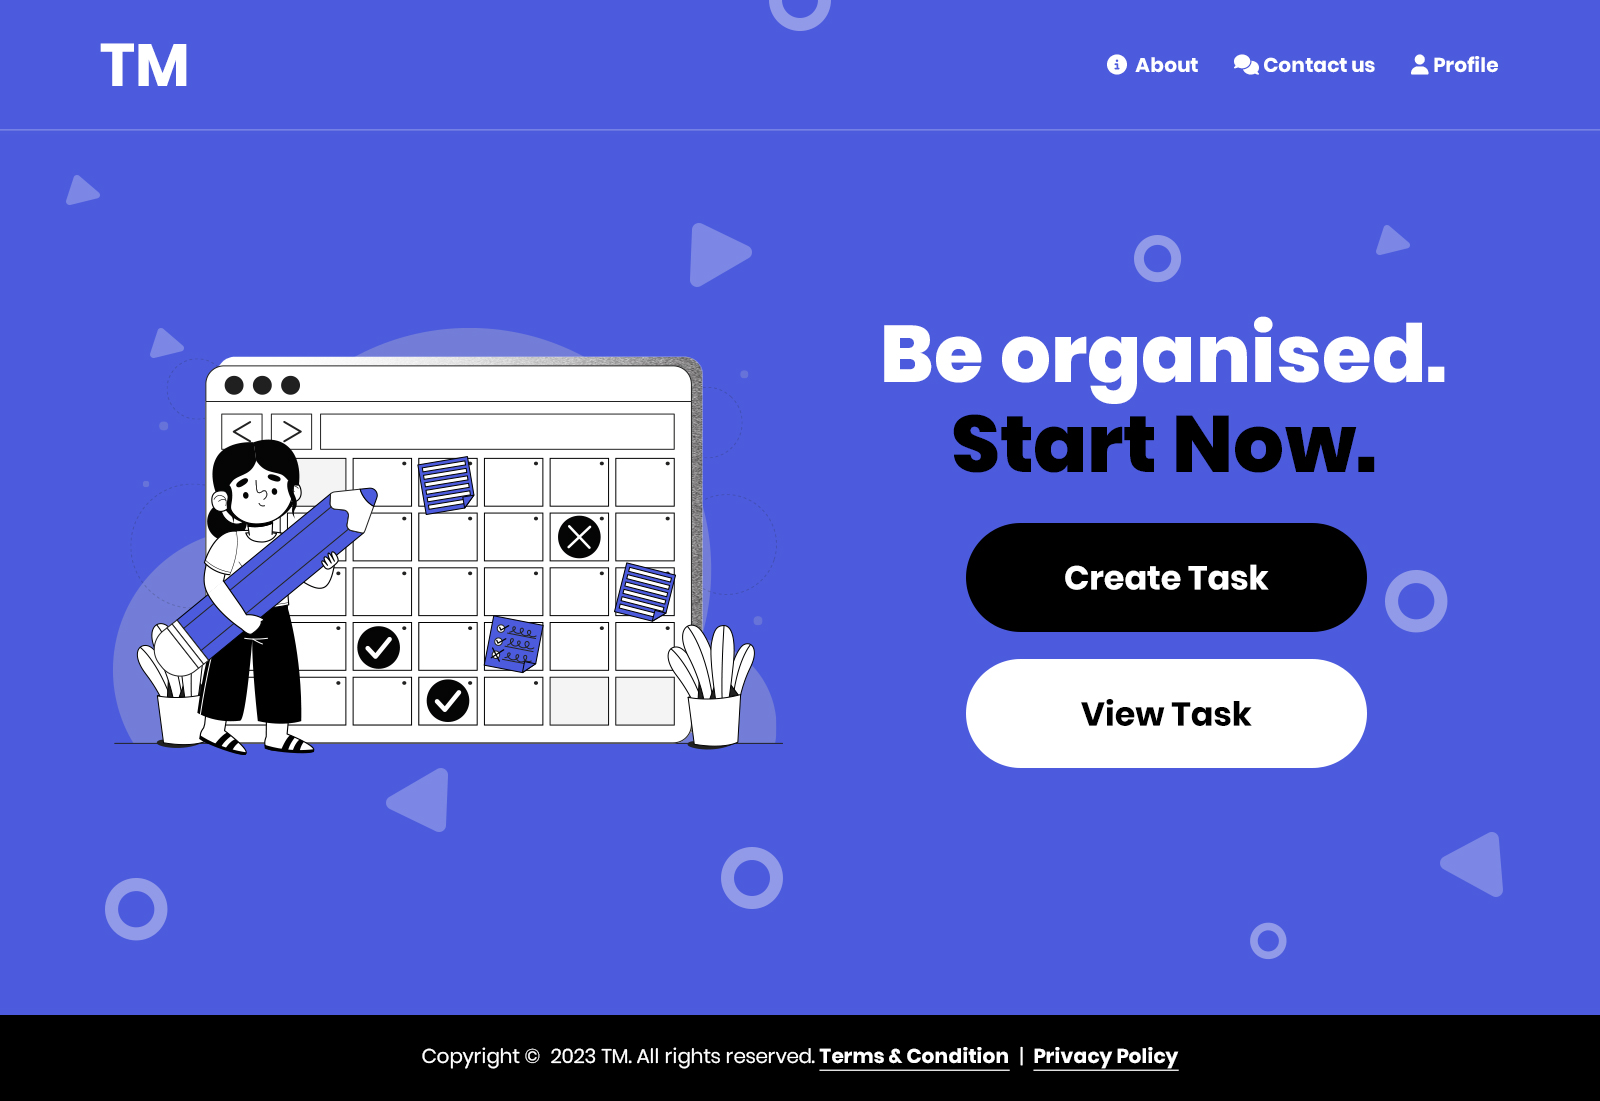 TM
About
Contact us
Profile
Be organised.
Start Now.
Create Task
View Task
Copyright © 2023 TM. All rights reserved. Terms & Condition | Privacy Policy